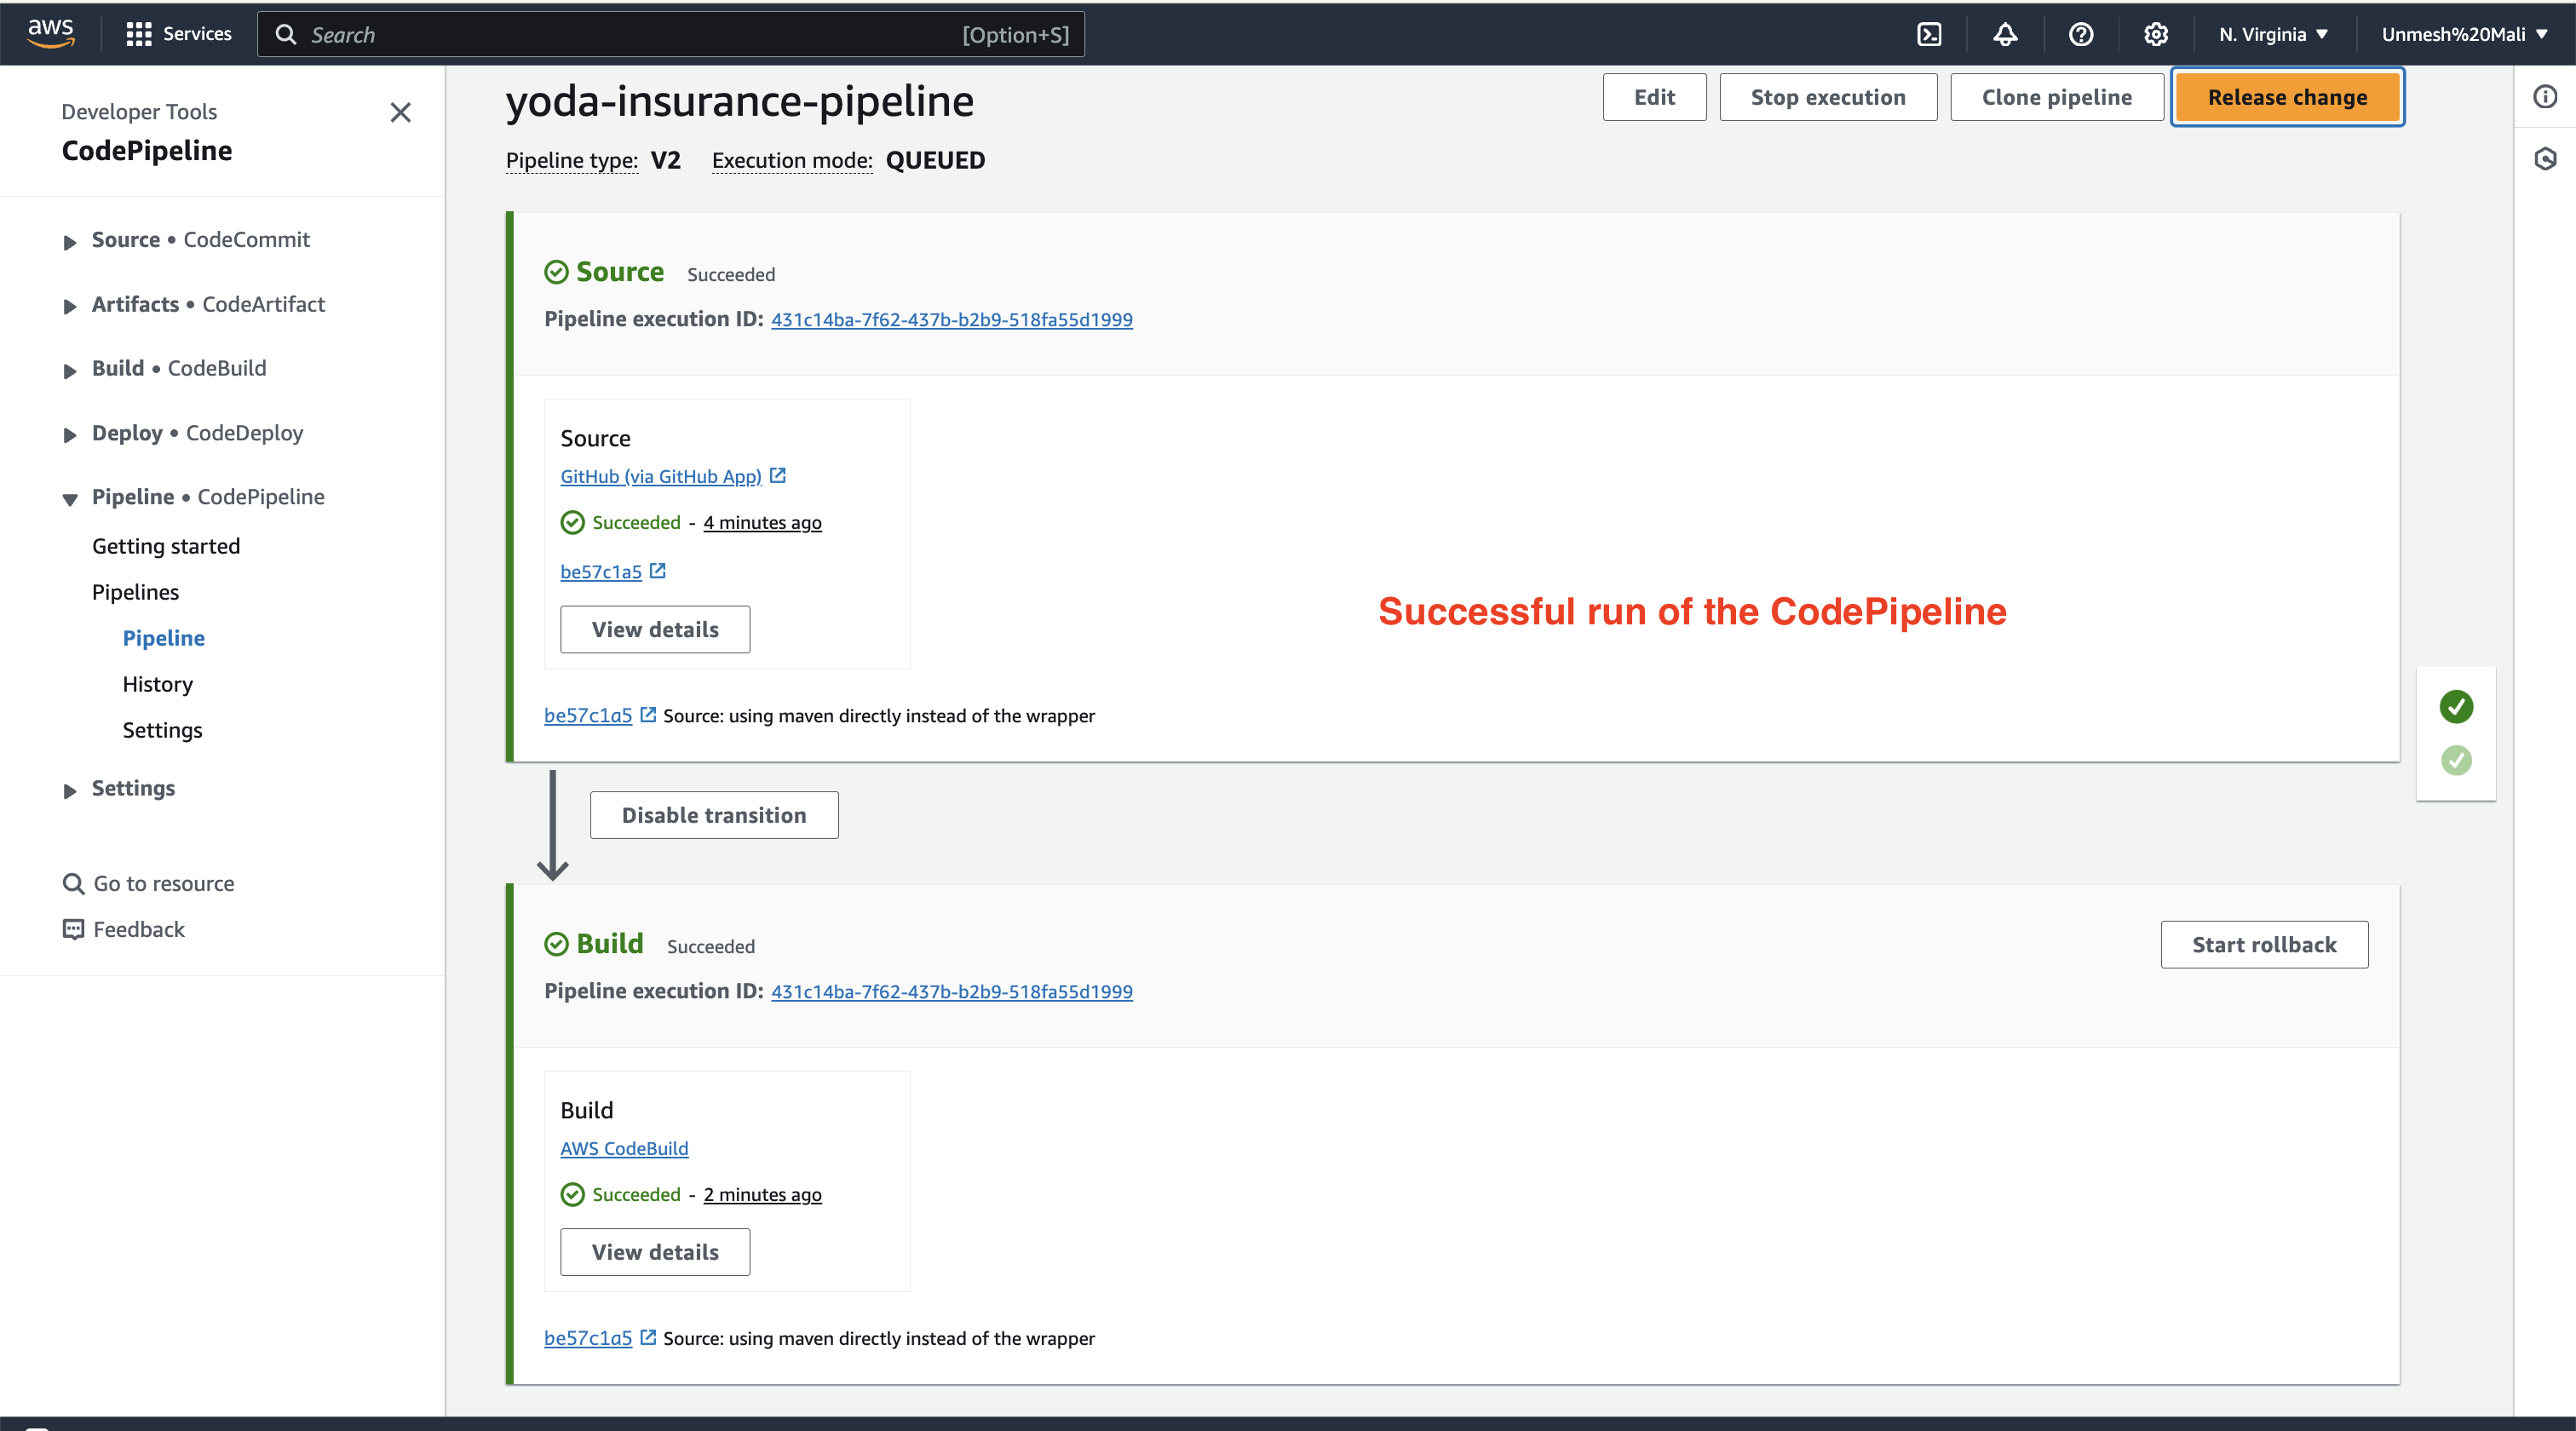 aws Services Search [Option+S] N. Virginia Unmesh%20Mali
Developer Tools
CodePipeline
Source • CodeCommit
Artifacts • CodeArtifact
Build • CodeBuild
Deploy • CodeDeploy
Pipeline • CodePipeline
Getting started
Pipelines
Pipeline
History
Settings
Settings
Go to resource
Feedback
yoda-insurance-pipeline
Edit Stop execution Clone pipeline Release change
Pipeline type: V2 Execution mode: QUEUED
Source Succeeded
Pipeline execution ID: 431c14ba-7f62-437b-b2b9-518fa55d1999
Source
GitHub (via GitHub App)
Succeeded - 4 minutes ago
be57c1a5
View details
Successful run of the CodePipeline
be57c1a5 Source: using maven directly instead of the wrapper
Disable transition
Build Succeeded
Start rollback
Pipeline execution ID: 431c14ba-7f62-437b-b2b9-518fa55d1999
Build
AWS CodeBuild
Succeeded - 2 minutes ago
View details
be57c1a5 Source: using maven directly instead of the wrapper